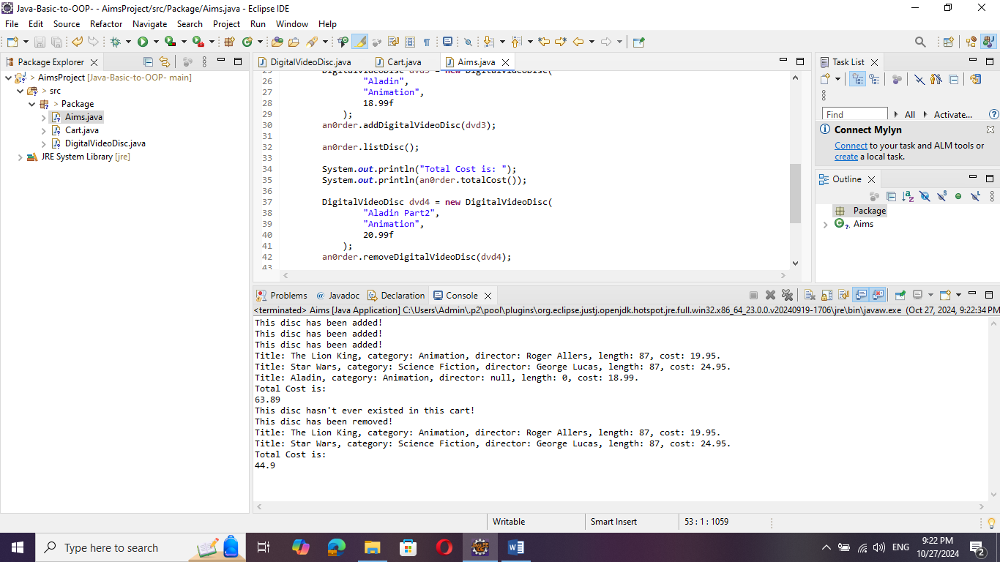 Java-Basic-to-OOP- - AimsProject/src/Package/Aims.java - Eclipse IDE
File Edit Source Refactor Navigate Search Project Run Window Help
Package Explorer
AimsProject [Java-Basic-to-OOP- main]
> src
> Package
Aims.java
Cart.java
DigitalVideoDisc.java
JRE System Library [jre]
DigitalVideoDisc.java Cart.java Aims.java
25 DigitalVideoDisc dvd3 = new DigitalVideoDisc(
26 "Aladin",
27 "Animation",
28 18.99f
29 );
30 an0rder.addDigitalVideoDisc(dvd3);
31
32 an0rder.listDisc();
33
34 System.out.println("Total Cost is: ");
35 System.out.println(an0rder.totalCost());
36
37 DigitalVideoDisc dvd4 = new DigitalVideoDisc(
38 "Aladin Part2",
39 "Animation",
40 20.99f
41 );
42 an0rder.removeDigitalVideoDisc(dvd4);
43
Task List
Find All Activate...
Connect Mylyn
Connect to your task and ALM tools or
create a local task.
Outline
Package
Aims
Problems Javadoc Declaration Console
<terminated> Aims [Java Application] C:\Users\Admin\.p2\pool\plugins\org.eclipse.justj.openjdk.hotspot.jre.full.win32.x86_64_23.0.0.v20240919-1706\jre\bin\javaw.exe (Oct 27, 2024, 9:22:34 PM
This disc has been added!
This disc has been added!
This disc has been added!
Title: The Lion King, category: Animation, director: Roger Allers, length: 87, cost: 19.95.
Title: Star Wars, category: Science Fiction, director: George Lucas, length: 87, cost: 24.95.
Title: Aladin, category: Animation, director: null, length: 0, cost: 18.99.
Total Cost is:
63.89
This disc hasn't ever existed in this cart!
This disc has been removed!
Title: The Lion King, category: Animation, director: Roger Allers, length: 87, cost: 19.95.
Title: Star Wars, category: Science Fiction, director: George Lucas, length: 87, cost: 24.95.
Total Cost is:
44.9
Writable Smart Insert 53 : 1 : 1059
Type here to search
ENG
9:22 PM
10/27/2024
2